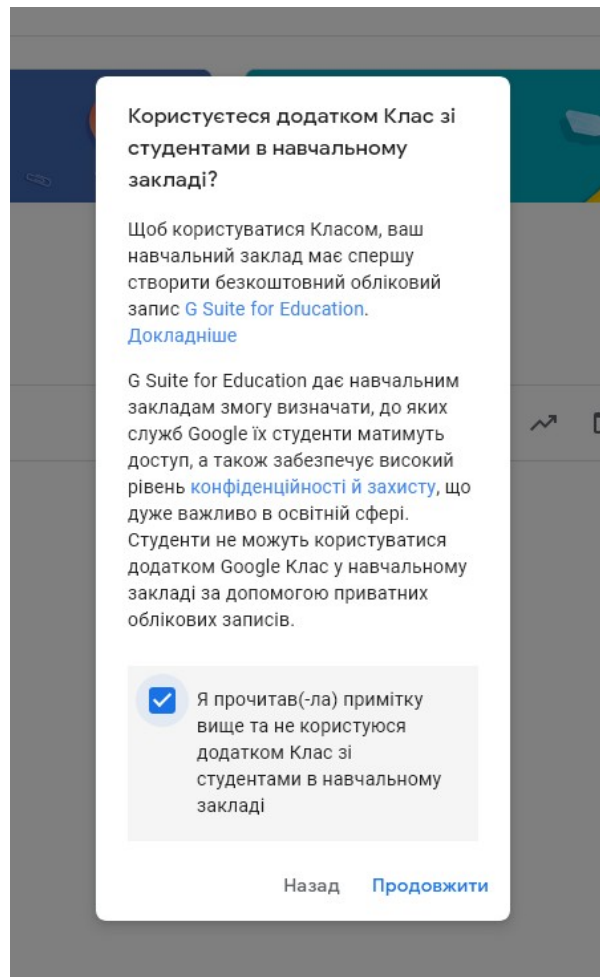 Користуєтеся додатком Клас зі
студентами в навчальному
закладі?
Щоб користуватися Класом, ваш
навчальний заклад має спершу
створити безкоштовний обліковий
запис G Suite for Education.
Докладніше
G Suite for Education дає навчальним
закладам змогу визначати, до яких
служб Google їх студенти матимуть
доступ, а також забезпечує високий
рівень конфіденційності й захисту, що
дуже важливо в освітній сфері.
Студенти не можуть користуватися
додатком Google Клас у навчальному
закладі за допомогою приватних
облікових записів.
Я прочитав(-ла) примітку
вище та не користуюся
додатком Клас зі
студентами в навчальному
закладі
Назад Продовжити